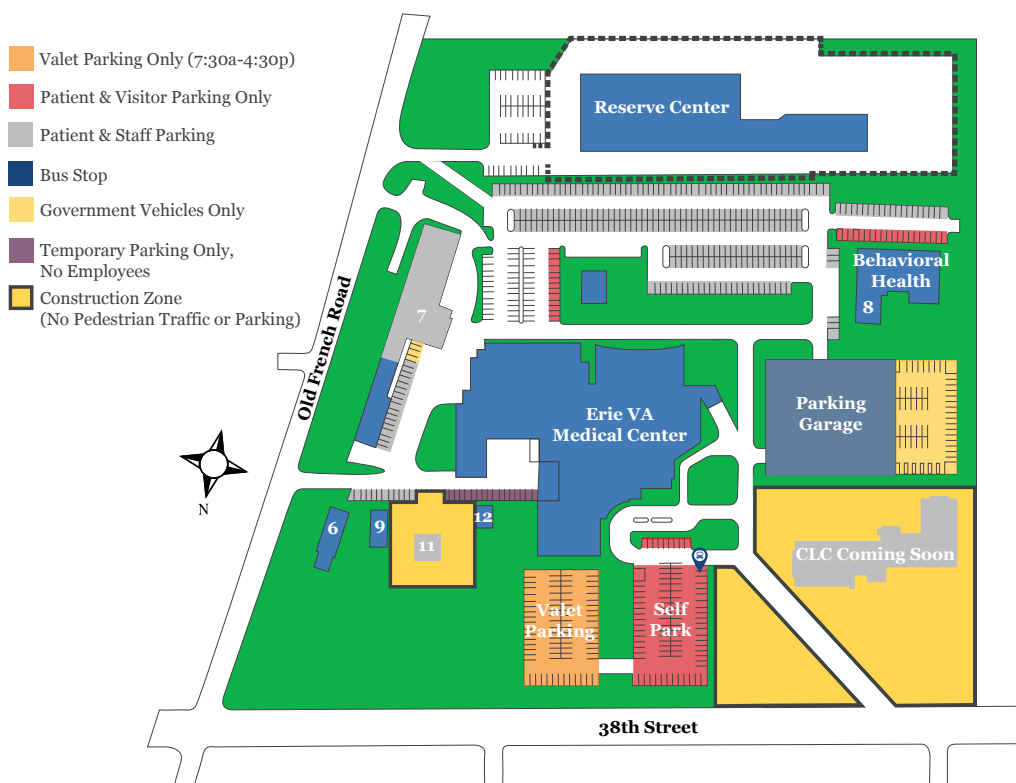 Valet Parking Only (7:30a-4:30p)
Patient & Visitor Parking Only
Patient & Staff Parking
Bus Stop
Government Vehicles Only
Temporary Parking Only,
No Employees
Construction Zone
(No Pedestrian Traffic or Parking)
Reserve Center
Behavioral
Health
8
7
Old French Road
Erie VA
Medical Center
Parking
Garage
N
6
9
11
12
CLC Coming Soon
Valet
Parking
Self
Park
38th Street